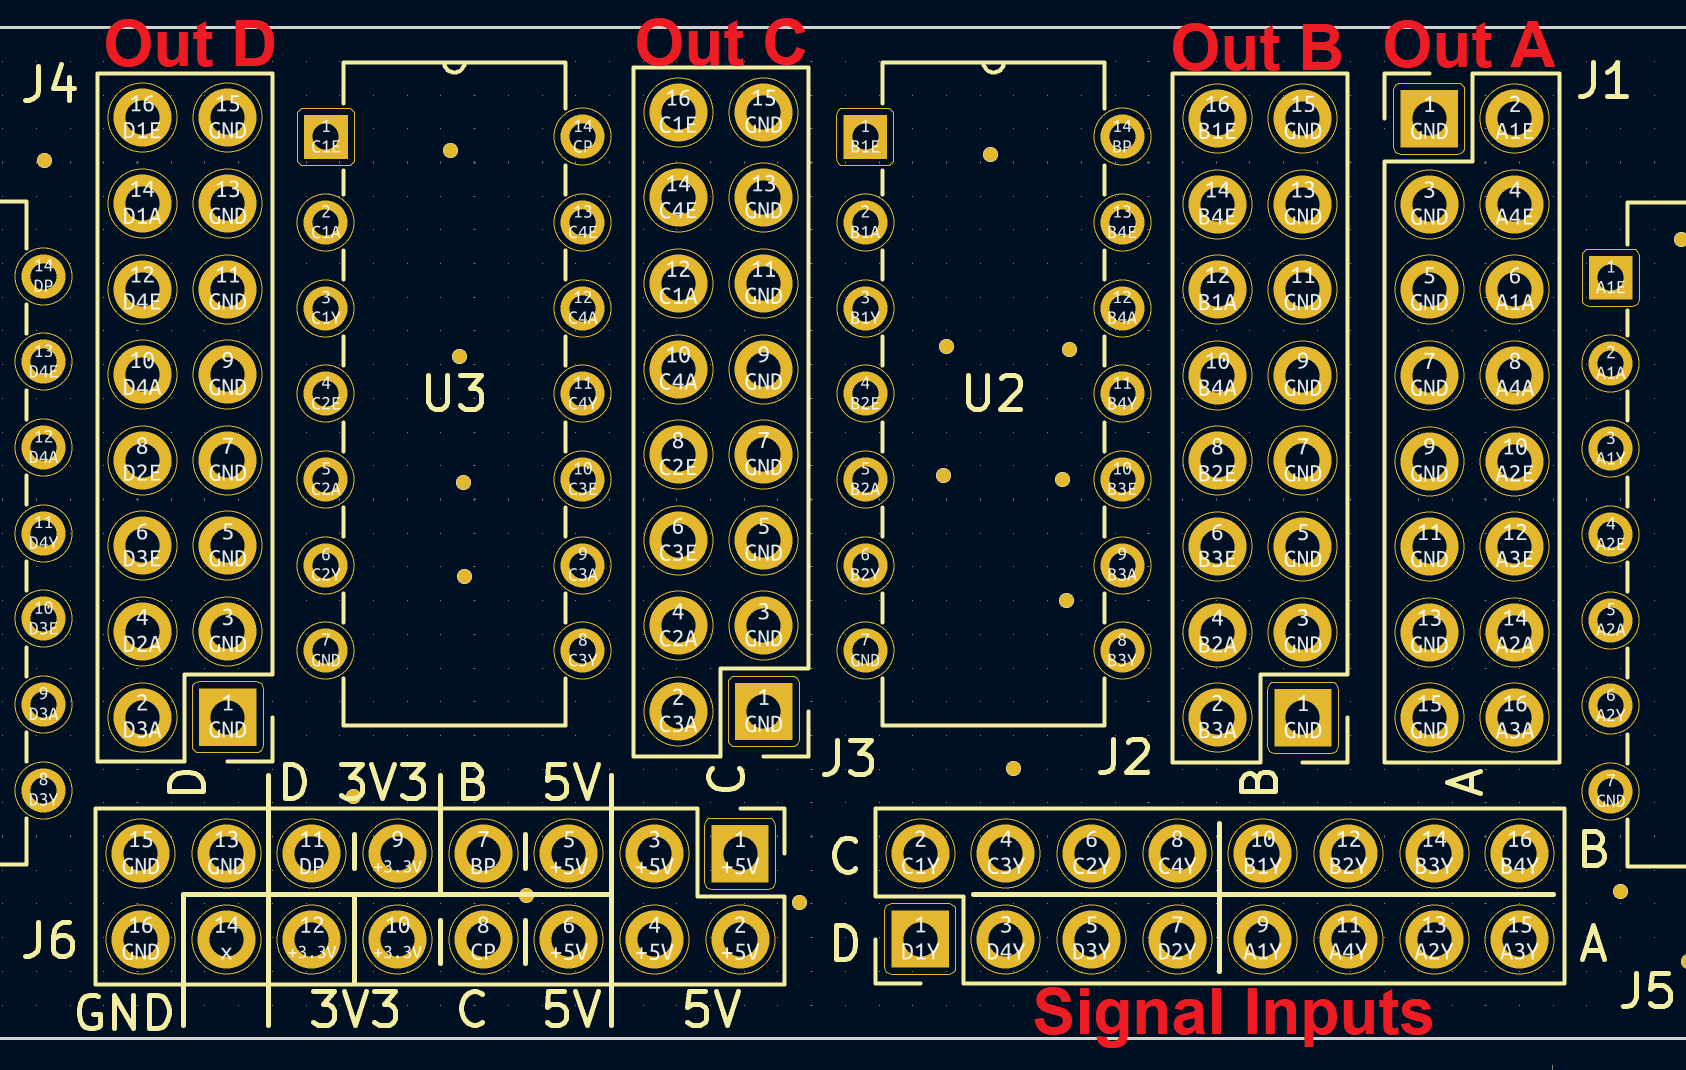 Out D
Out C
Out B
Out A
J4
J1
16 D1E
15 GND
14 D1A
13 GND
12 D4E
11 GND
10 D4A
9 GND
8 D2E
7 GND
6 D3E
5 GND
4 D2A
3 GND
2 D3A
1 GND
D
14 DP
13 D4E
12 D4A
11 D4Y
10 D3E
9 D3A
8 D3Y
U3
1 C1E
2 C1A
3 C1Y
4 C2E
5 C2A
6 C2Y
7 GND
14 CP
13 C4E
12 C4A
11 C4Y
10 C3E
9 C3A
8 C3Y
16 C1E
15 GND
14 C4E
13 GND
12 C1A
11 GND
10 C4A
9 GND
8 C2E
7 GND
6 C3E
5 GND
4 C2A
3 GND
2 C3A
1 GND
C
J3
U2
1 B1E
2 B1A
3 B1Y
4 B2E
5 B2A
6 B2Y
7 GND
14 BP
13 B4E
12 B4A
11 B4Y
10 B3E
9 B3A
8 B3Y
J2
16 B1E
15 GND
14 B4E
13 GND
12 B1A
11 GND
10 B4A
9 GND
8 B2E
7 GND
6 B3E
5 GND
4 B2A
3 GND
2 B3A
1 GND
B
1 GND
2 A1E
3 GND
4 A4E
5 GND
6 A1A
7 GND
8 A4A
9 GND
10 A2E
11 GND
12 A3E
13 GND
14 A2A
15 GND
16 A3A
A
1 A1E
2 A1A
3 A1Y
4 A2E
5 A2A
6 A2Y
7 GND
D 3V3 B 5V
15 GND
13 GND
11 DP
9 +3.3V
7 BP
5 +5V
3 +5V
1 +5V
J6
16 GND
14 x
12 +3.3V
10 +3.3V
8 CP
6 +5V
4 +5V
2 +5V
GND 3V3 C 5V 5V
C
2 C1Y
4 C3Y
6 C2Y
8 C4Y
10 B1Y
12 B2Y
14 B3Y
16 B4Y
B
D
1 D1Y
3 D4Y
5 D3Y
7 D2Y
9 A1Y
11 A4Y
13 A2Y
15 A3Y
A
J5
Signal Inputs